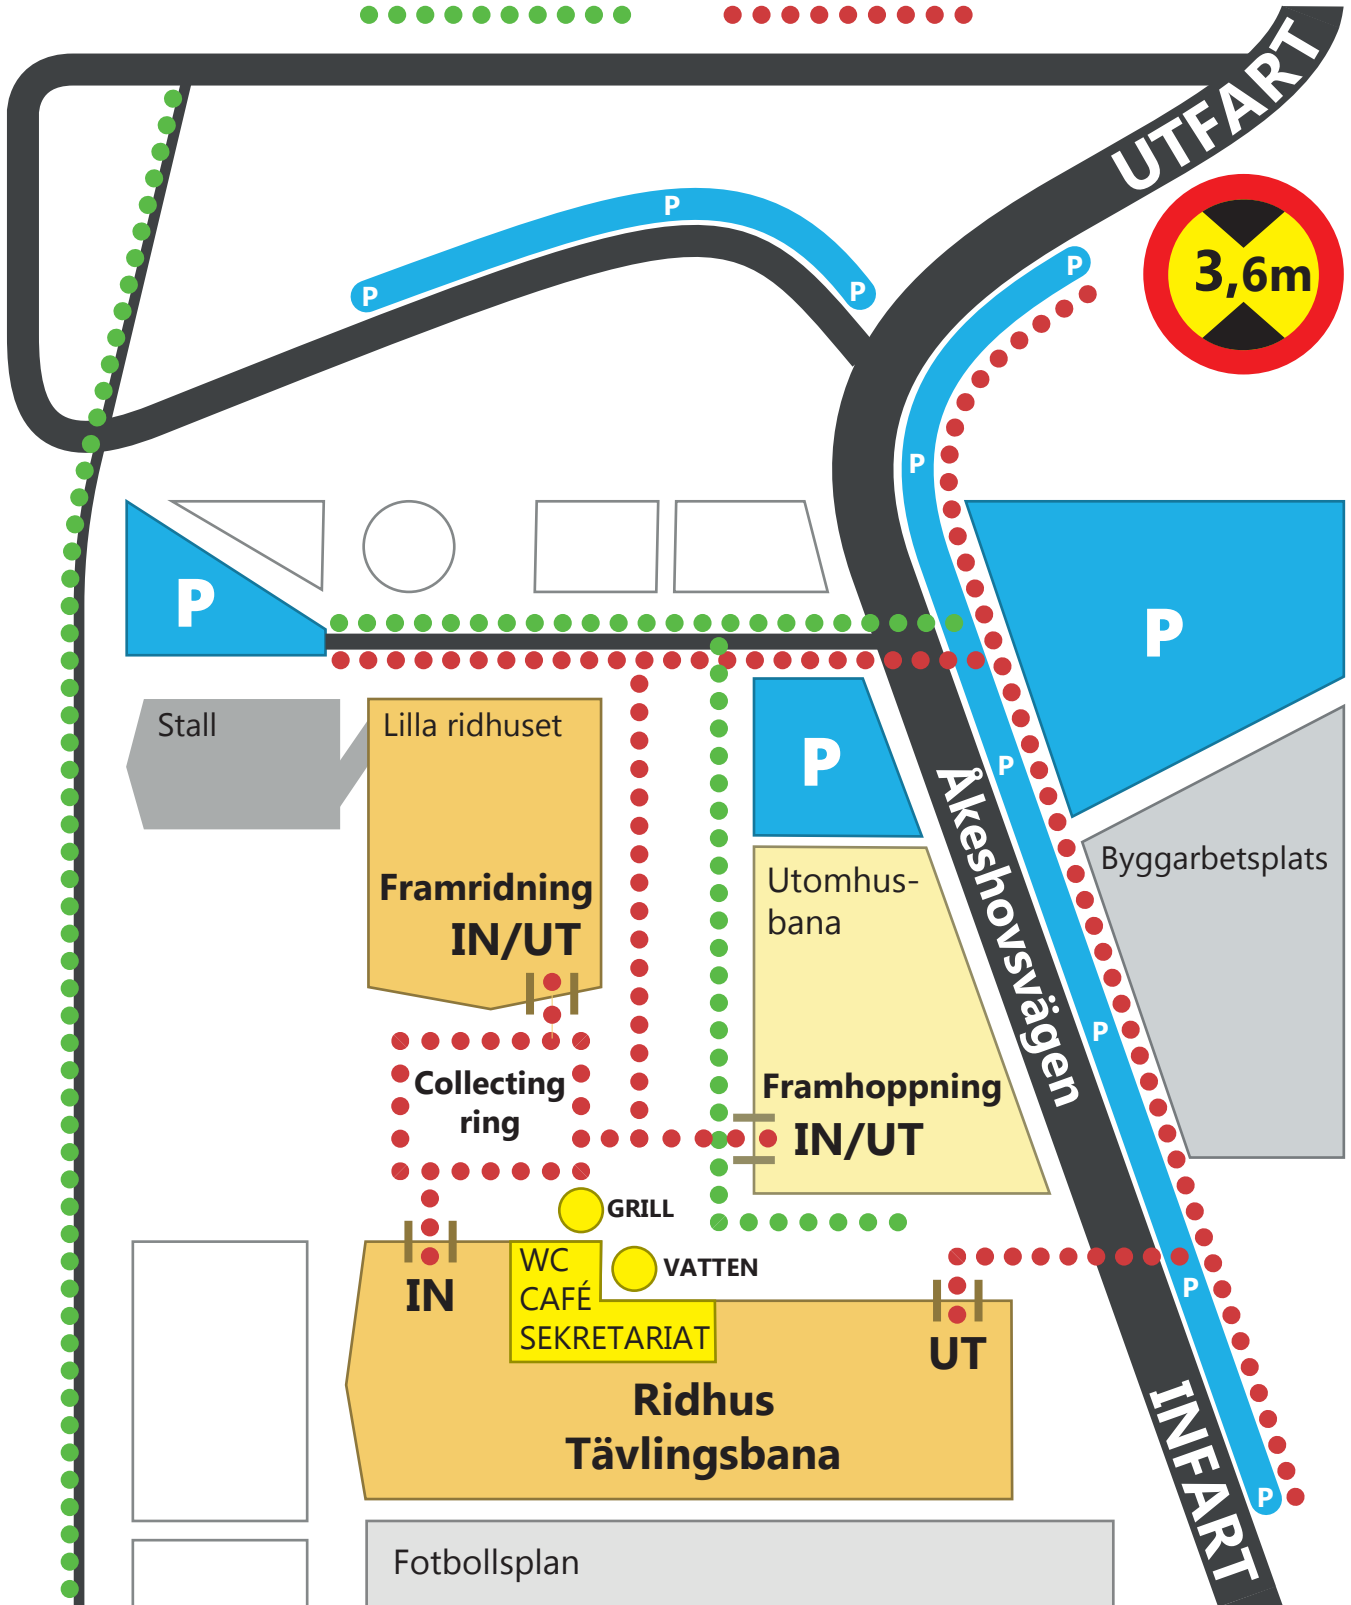 UTFART
P
P
P
P
3,6m
P
P
P
Stall
Lilla ridhuset
P
P
Åkeshovsvägen
Byggarbetsplats
Utomhus-
bana
Framridning
IN/UT
P
Collecting
ring
Framhoppning
IN/UT
GRILL
WC
CAFÉ
SEKRETARIAT
VATTEN
IN
P
UT
Ridhus
Tävlingsbana
INFART
P
Fotbollsplan